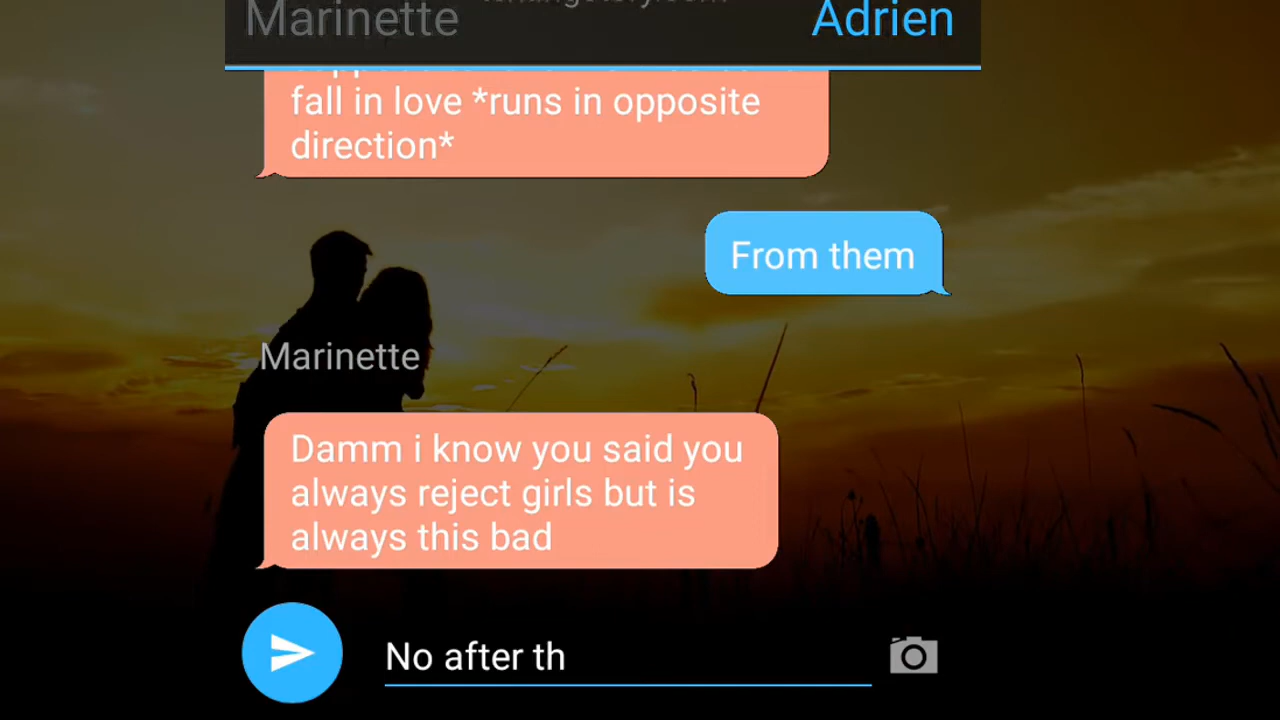 Marinette
Adrien
fall in love *runs in opposite
direction*
From them
Marinette
Damm i know you said you
always reject girls but is
always this bad
No after th